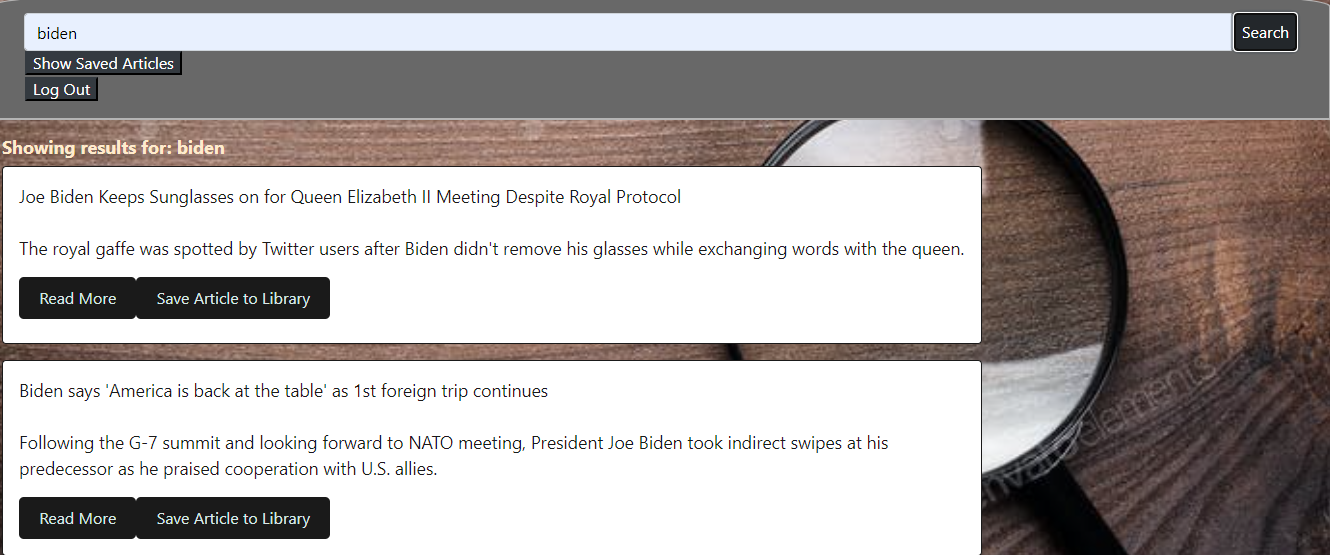 biden
Search
Show Saved Articles
Log Out
Showing results for: biden
Joe Biden Keeps Sunglasses on for Queen Elizabeth II Meeting Despite Royal Protocol
The royal gaffe was spotted by Twitter users after Biden didn't remove his glasses while exchanging words with the queen.
Read More
Save Article to Library
Biden says 'America is back at the table' as 1st foreign trip continues
Following the G-7 summit and looking forward to NATO meeting, President Joe Biden took indirect swipes at his
predecessor as he praised cooperation with U.S. allies.
Read More
Save Article to Library